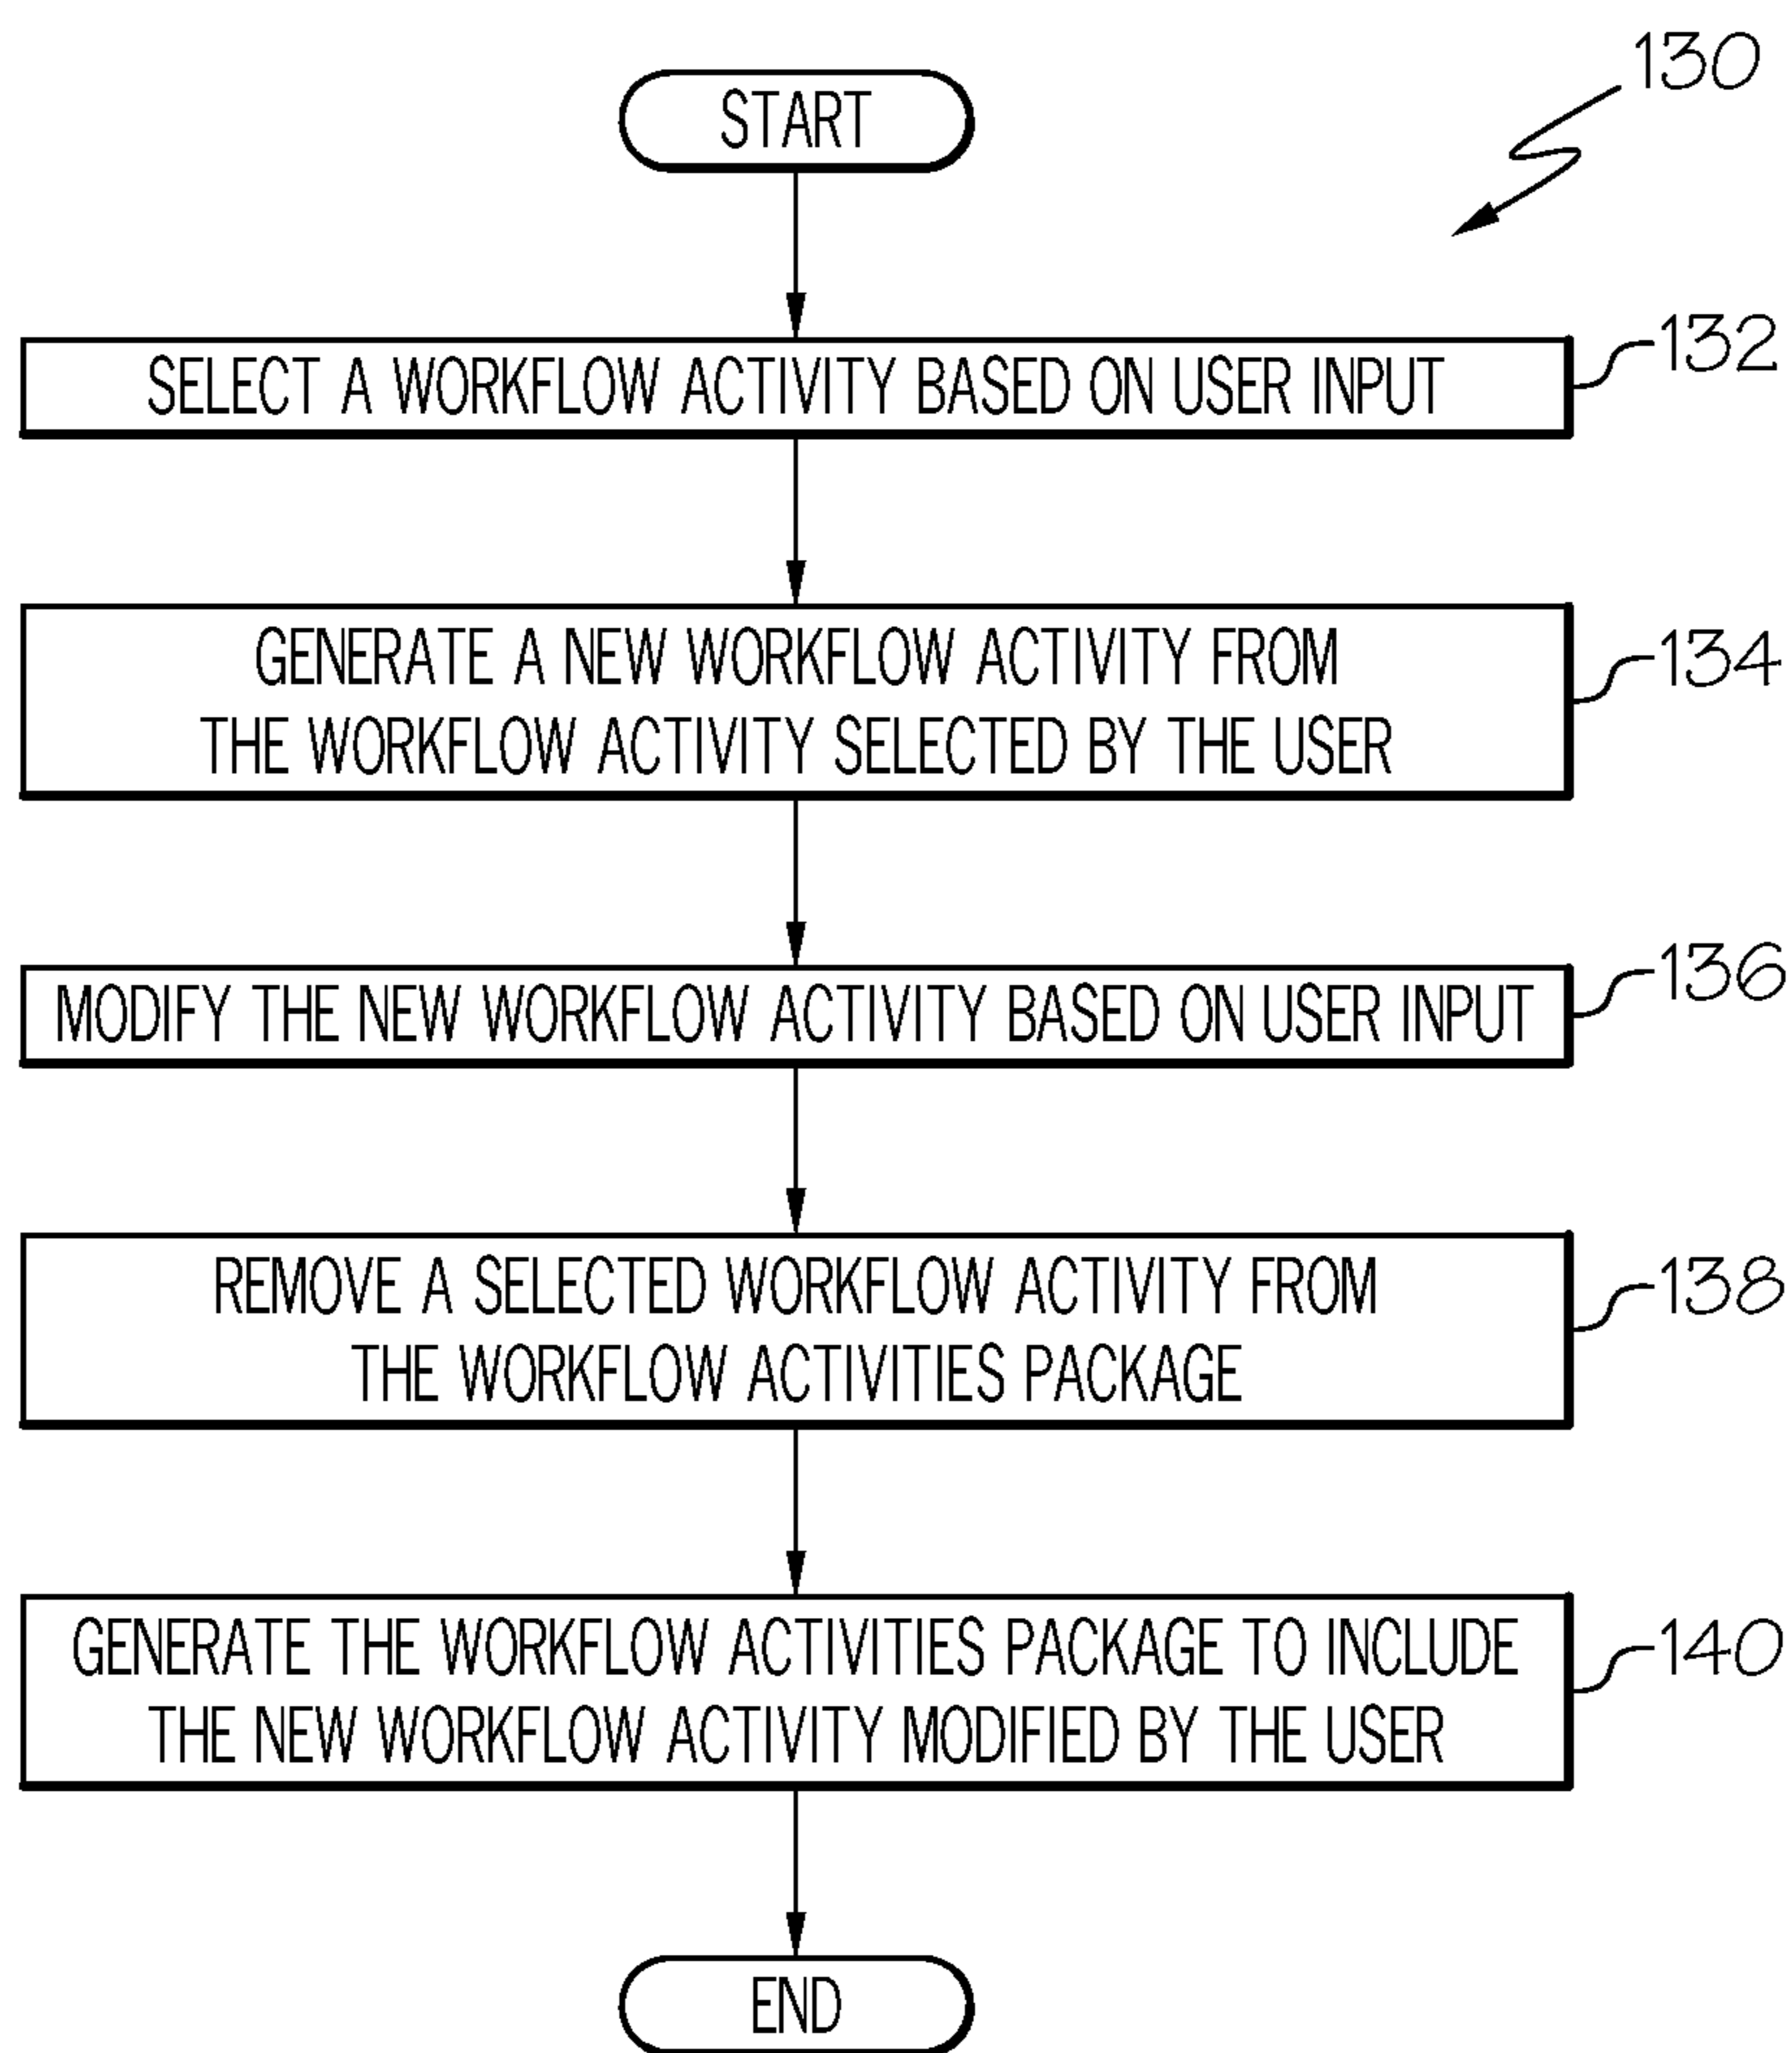 130
START
SELECT A WORKFLOW ACTIVITY BASED ON USER INPUT
132
GENERATE A NEW WORKFLOW ACTIVITY FROM
THE WORKFLOW ACTIVITY SELECTED BY THE USER
134
MODIFY THE NEW WORKFLOW ACTIVITY BASED ON USER INPUT
136
REMOVE A SELECTED WORKFLOW ACTIVITY FROM
THE WORKFLOW ACTIVITIES PACKAGE
138
GENERATE THE WORKFLOW ACTIVITIES PACKAGE TO INCLUDE
THE NEW WORKFLOW ACTIVITY MODIFIED BY THE USER
140
END